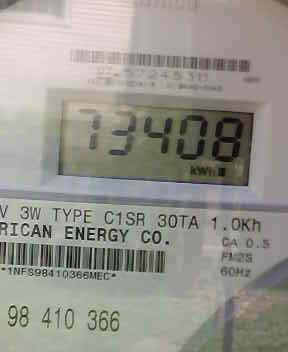 73408
kWh
V 3W TYPE C1SR 30TA 1.0Kh
RICAN ENERGY CO.
CA 0.5
FM2S
60Hz
*1NFS98410366MEC*
98 410 366